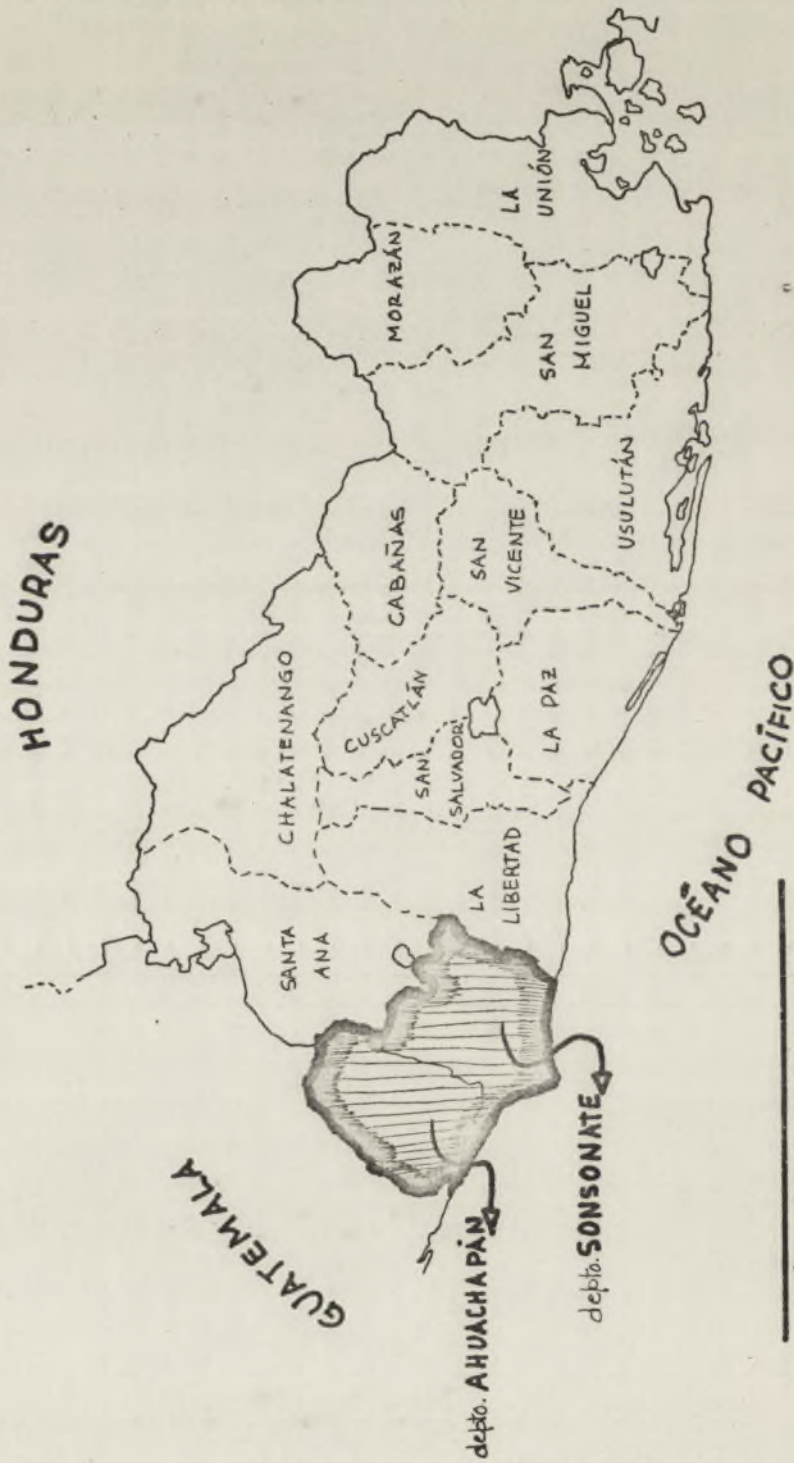 HONDURAS
GUATEMALA
SANTA
ANA
CHALATENANGO
CUSCATLÁN
CABAÑAS
MORAZÁN
LA
UNIÓN
SAN
MIGUEL
USULUTÁN
SAN
VICENTE
LA PAZ
SAN
SALVADOR
LA
LIBERTAD
depto. AHUACHAPÁN
depto. SONSONATE
OCÉANO PACÍFICO